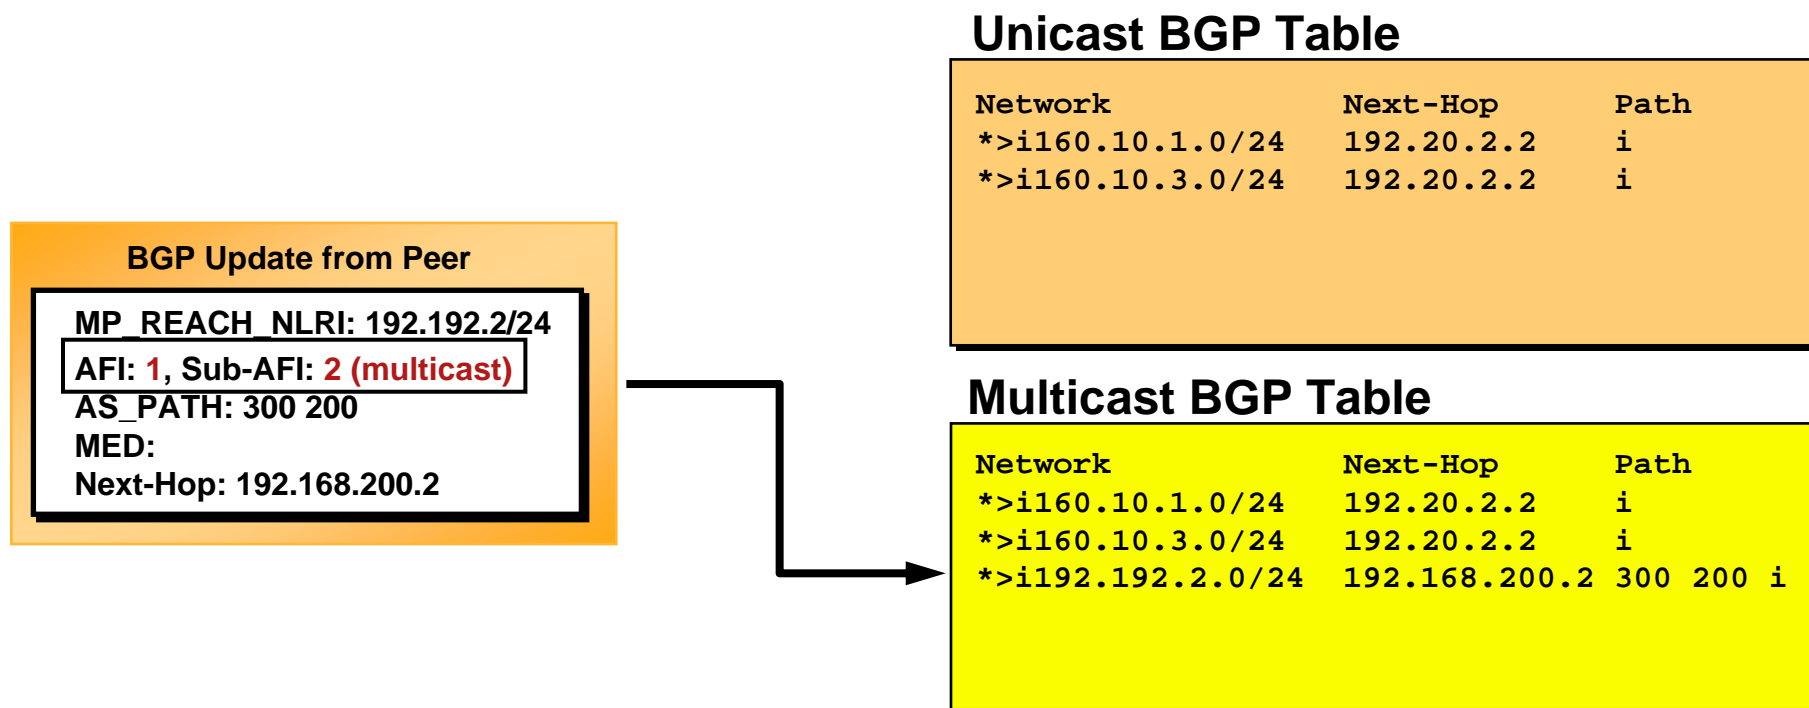 Unicast BGP Table
Network Next-Hop Path
*>i160.10.1.0/24 192.20.2.2 i
*>i160.10.3.0/24 192.20.2.2 i
BGP Update from Peer
MP_REACH_NLRI: 192.192.2/24
AFI: 1, Sub-AFI: 2 (multicast)
AS_PATH: 300 200
MED:
Next-Hop: 192.168.200.2
Multicast BGP Table
Network Next-Hop Path
*>i160.10.1.0/24 192.20.2.2 i
*>i160.10.3.0/24 192.20.2.2 i
*>i192.192.2.0/24 192.168.200.2 300 200 i